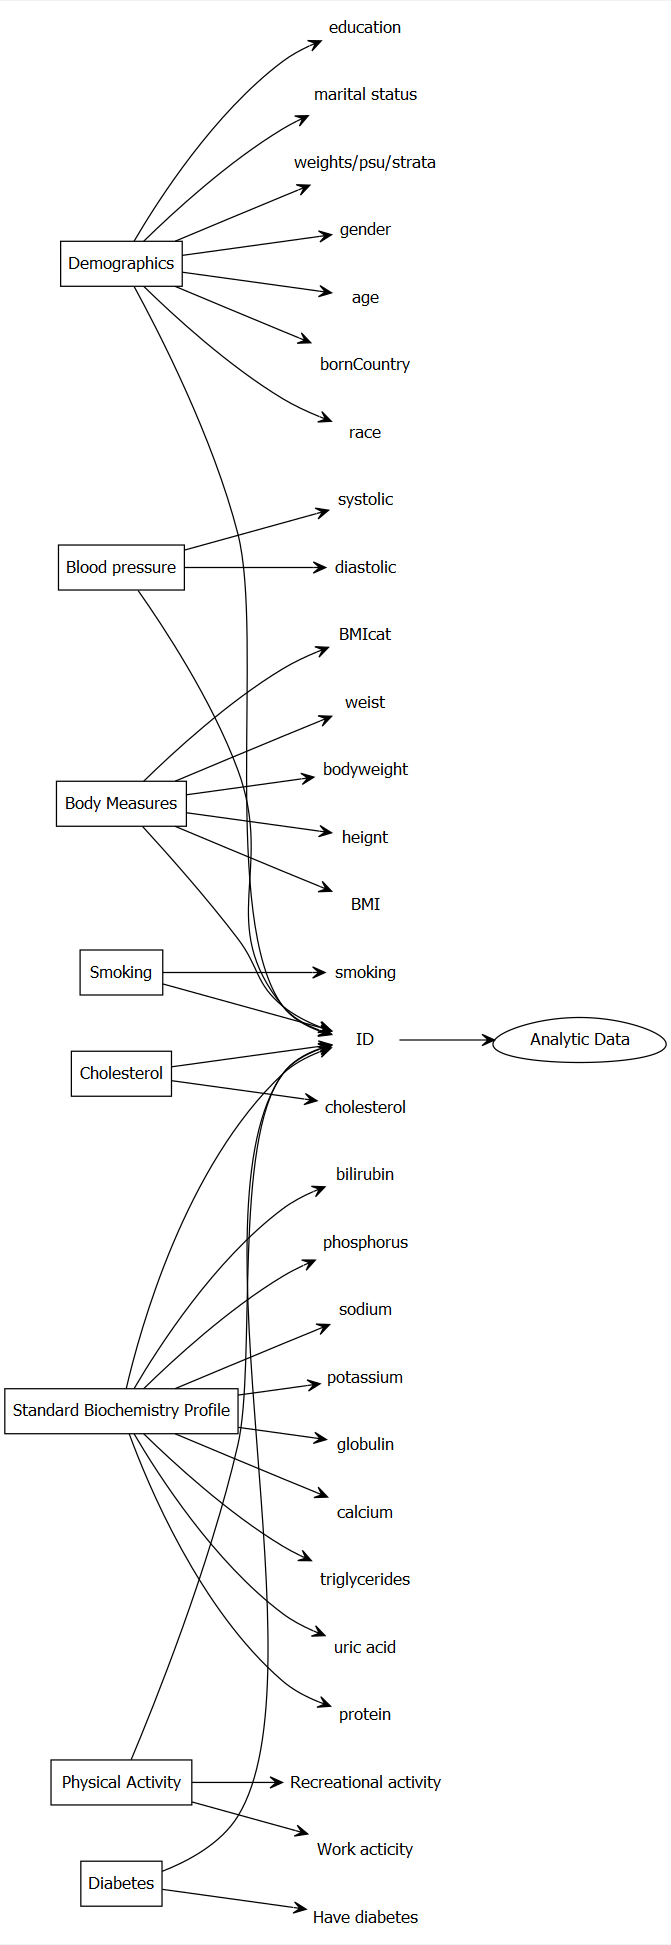 education
marital status
weights/psu/strata
gender
Demographics
age
bornCountry
race
systolic
Blood pressure
diastolic
BMIcat
weist
bodyweight
Body Measures
heignt
BMI
Smoking
smoking
ID
Analytic Data
Cholesterol
cholesterol
bilirubin
phosphorus
sodium
potassium
Standard Biochemistry Profile
globulin
calcium
triglycerides
uric acid
protein
Physical Activity
Recreational activity
Work acticity
Diabetes
Have diabetes